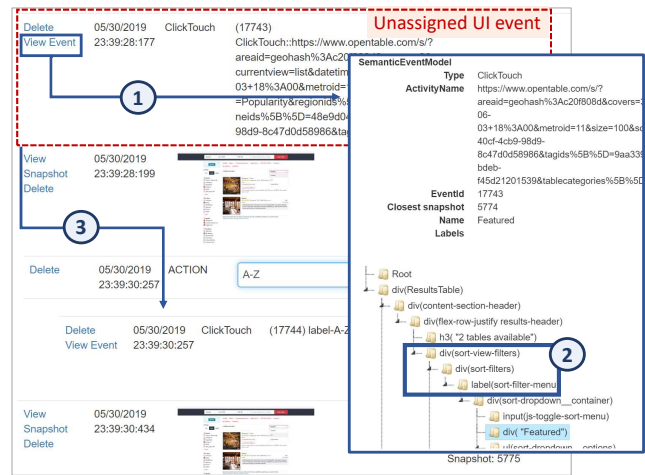 Unassigned UI event
Delete 05/30/2019 ClickTouch (17743)
View Event 23:39:28:177 ClickTouch::https://www.opentable.com/s/?
currentview=list&datetim
03+18%3A00&metroid=
=Popularity&regionids%5
neids%5B%5D=48e9d04
98d9-8c47d0d58986&tag
1
View 05/30/2019
Snapshot 23:39:28:199
Delete
3
Delete 05/30/2019 ACTION A-Z
23:39:30:257
Delete 05/30/2019 ClickTouch (17744) label-A-Z
View Event 23:39:30:257
View 05/30/2019
Snapshot 23:39:30:434
Delete
SemanticEventModel
Type ClickTouch
ActivityName https://www.opentable.com/s/?
areaid=geohash%3Ac20f808d&covers=
06-
03+18%3A00&metroid=11&size=100&so
40cf-4cb9-98d9-
8c47d0d58986&tagids%5B%5D=9aa339
bdeb-
f45d21201539&tablecategories%5B%5D
EventId 17743
Closest snapshot 5774
Name Featured
Labels
Root
div(ResultsTable)
div(content-section-header)
div(flex-row-justify results-header)
h3( "2 tables available")
div(sort-view-filters)
2
div(sort-filters)
label(sort-filter-menu
div(sort-dropdown__container)
input(js-toggle-sort-menu)
div( "Featured")
ul(sort-dropdown__options)
Snapshot: 5775